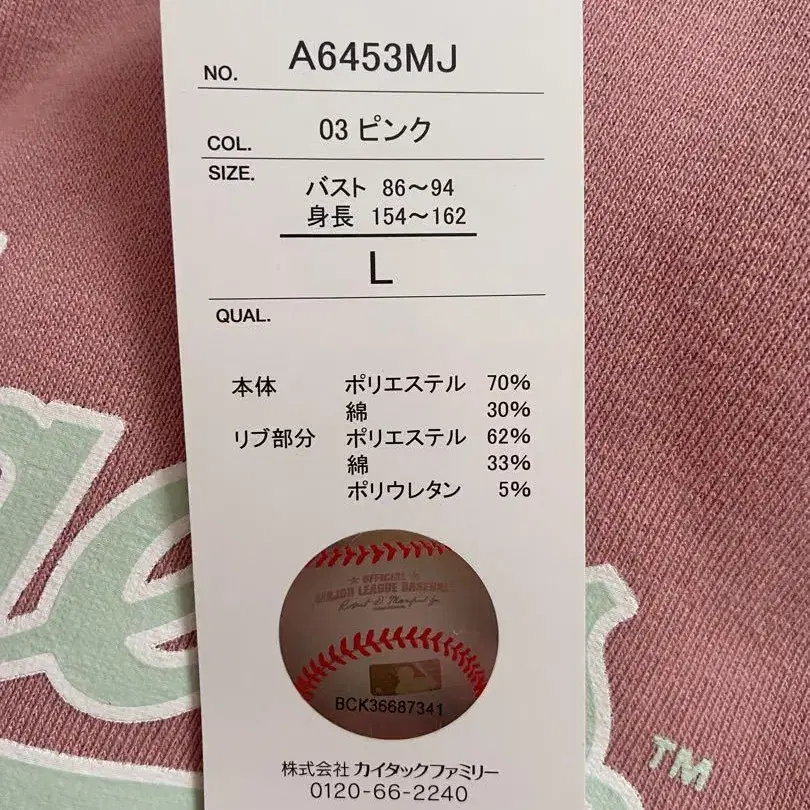 NO. A6453MJ
COL. 03 ピンク
SIZE.
バスト 86～94
身長 154～162
L
QUAL.
本体 ポリエステル 70%
綿 30%
リブ部分 ポリエステル 62%
綿 33%
ポリウレタン 5%
OFFICIAL
MAJOR LEAGUE BASEBALL
BCK36687341
株式会社 カイタックファミリー
0120-66-2240
TM